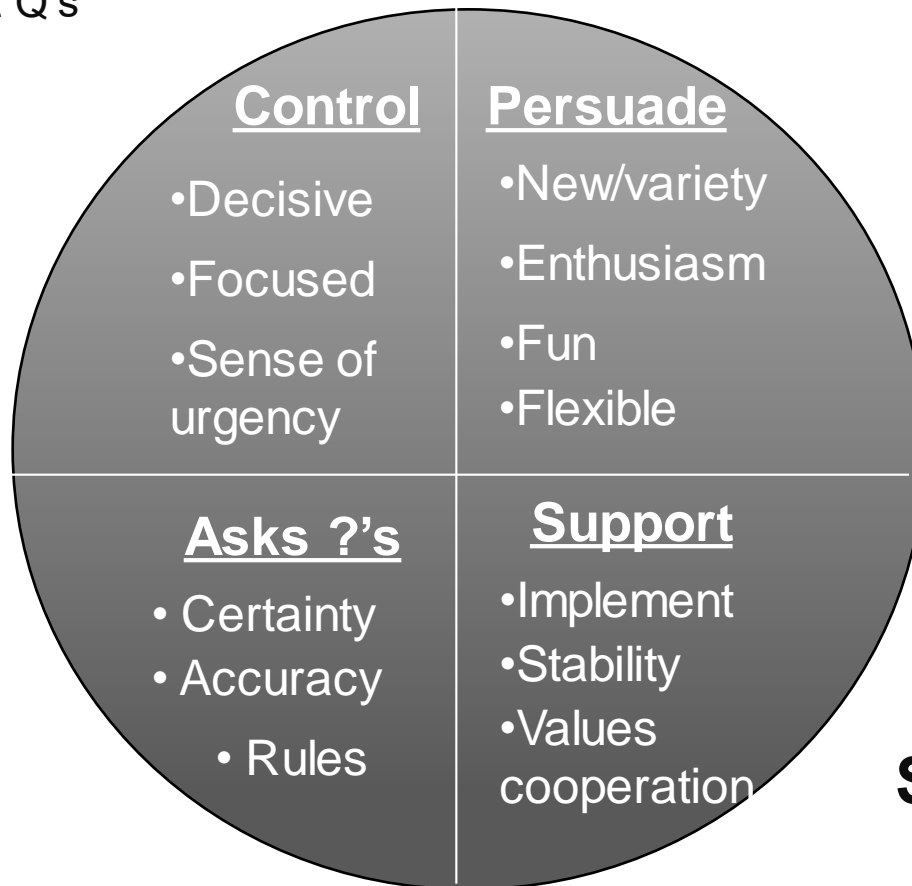 Q's
Control
•Decisive
•Focused
•Sense of
urgency
Persuade
•New/variety
•Enthusiasm
•Fun
•Flexible
Asks ?'s
• Certainty
• Accuracy
• Rules
Support
•Implement
•Stability
•Values
cooperation
S